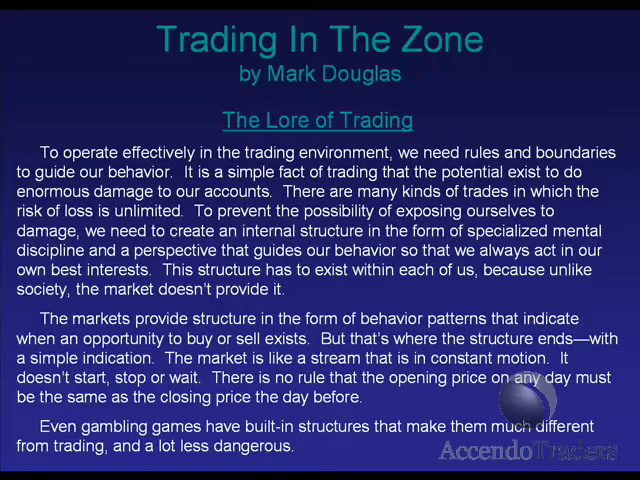 Trading In The Zone
by Mark Douglas
The Lore of Trading
To operate effectively in the trading environment, we need rules and boundaries
to guide our behavior. It is a simple fact of trading that the potential exist to do
enormous damage to our accounts. There are many kinds of trades in which the
risk of loss is unlimited. To prevent the possibility of exposing ourselves to
damage, we need to create an internal structure in the form of specialized mental
discipline and a perspective that guides our behavior so that we always act in our
own best interests. This structure has to exist within each of us, because unlike
society, the market doesn't provide it.
The markets provide structure in the form of behavior patterns that indicate
when an opportunity to buy or sell exists. But that's where the structure ends—with
a simple indication. The market is like a stream that is in constant motion. It
doesn't start, stop or wait. There is no rule that the opening price on any day must
be the same as the closing price the day before.
Even gambling games have built-in structures that make them much different
from trading, and a lot less dangerous.
AccendoTraders